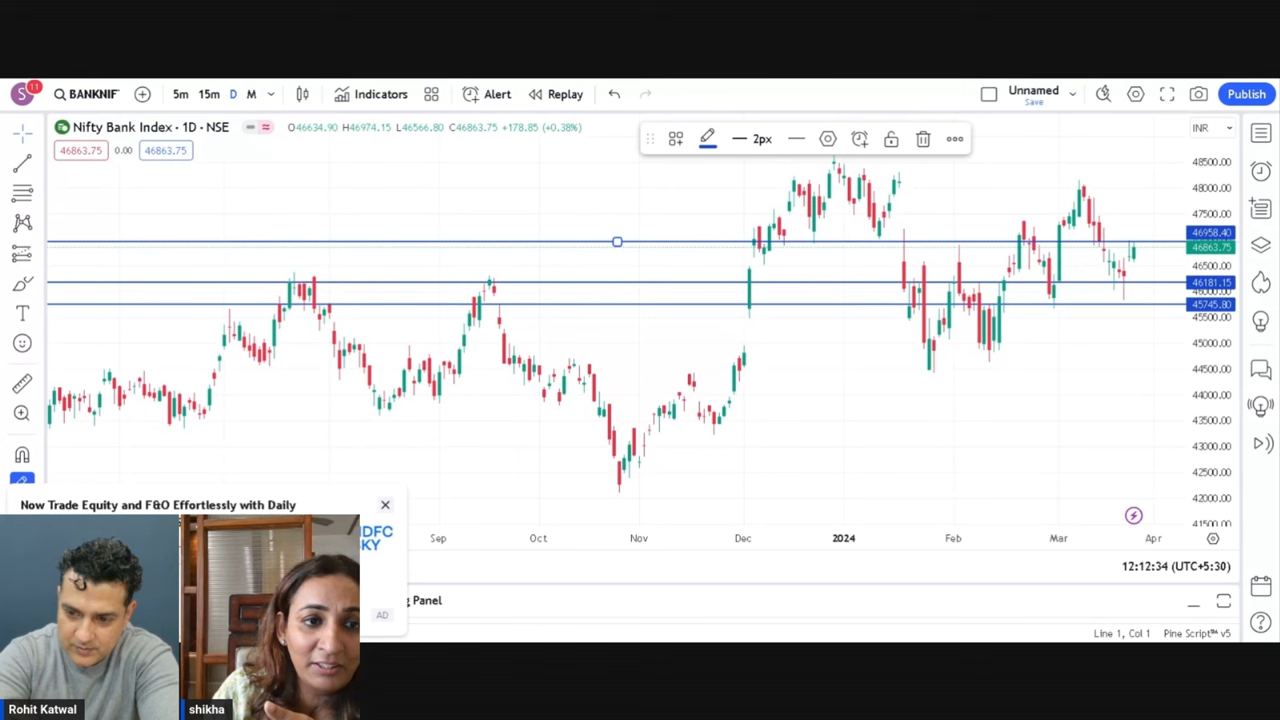 S 11 BANKNIF 5m 15m D M Indicators Alert Replay Unnamed Publish
Save
Nifty Bank Index · 1D · NSE O46634.90 H46974.15 L46566.80 C46863.75 +178.85 (+0.38%)
46863.75 0.00 46863.75
2px
INR
48500.00
48000.00
47500.00
46958.40
46863.75
46500.00
46181.15
46000.00
45745.80
45500.00
45000.00
44500.00
44000.00
43500.00
43000.00
42500.00
42000.00
41500.00
T
Now Trade Equity and F&O Effortlessly with Daily
Sep Oct Nov Dec 2024 Feb Mar Apr
12:12:34 (UTC+5:30)
AD
Panel
Line 1, Col 1 Pine Script™ v5
Rohit Katwal
shikha